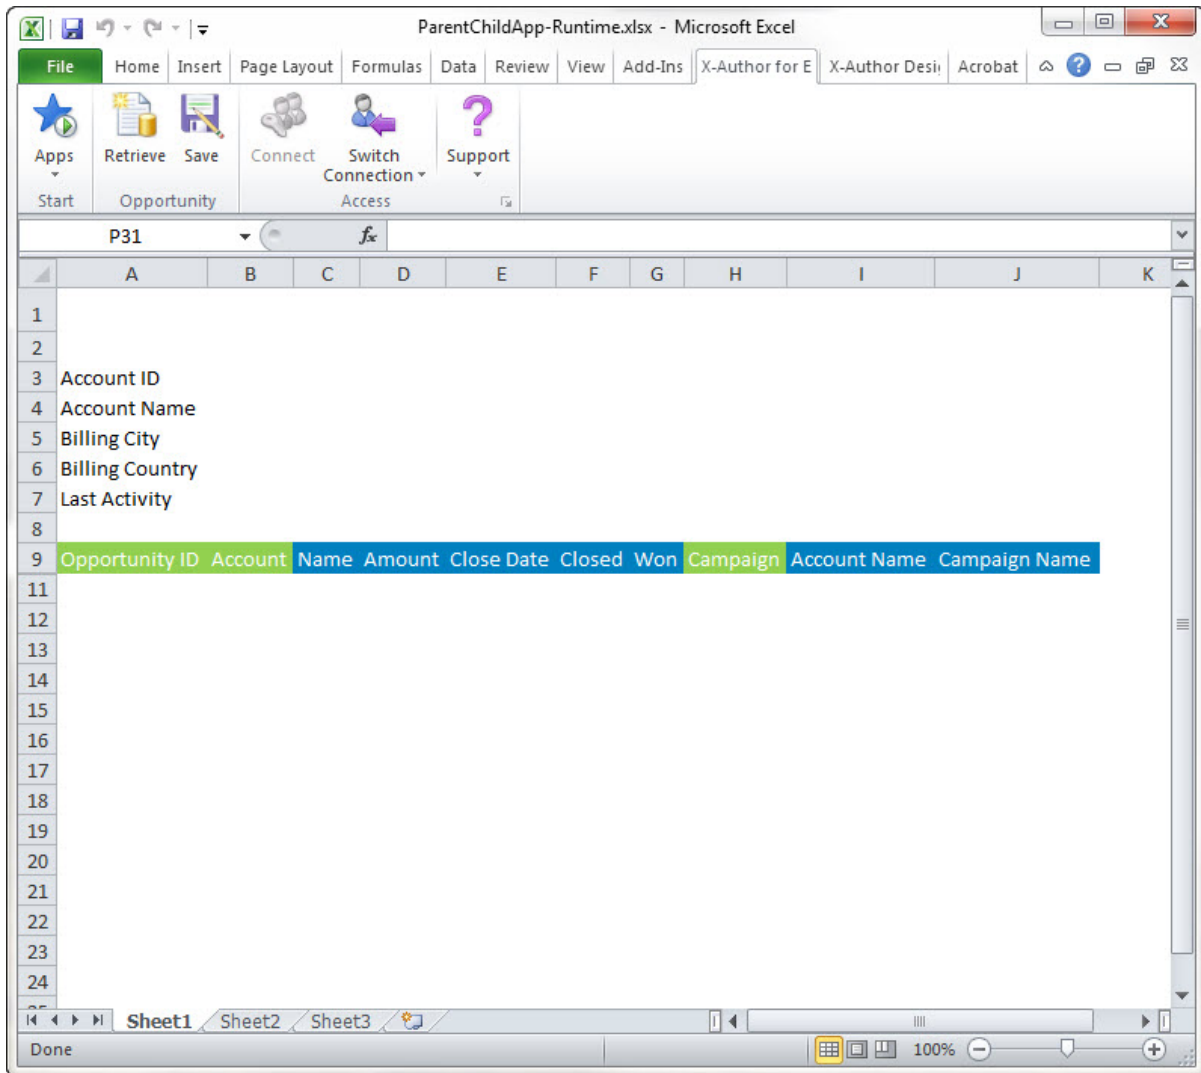 ParentChildApp-Runtime.xlsx - Microsoft Excel
File Home Insert Page Layout Formulas Data Review View Add-Ins X-Author for E X-Author Desi Acrobat
Apps Retrieve Save Connect Switch Connection Support
Start Opportunity Access
P31 fx
A B C D E F G H I J K
1
2
3 Account ID
4 Account Name
5 Billing City
6 Billing Country
7 Last Activity
8
9 Opportunity ID Account Name Amount Close Date Closed Won Campaign Account Name Campaign Name
11
12
13
14
15
16
17
18
19
20
21
22
23
24
Sheet1 Sheet2 Sheet3
Done 100%